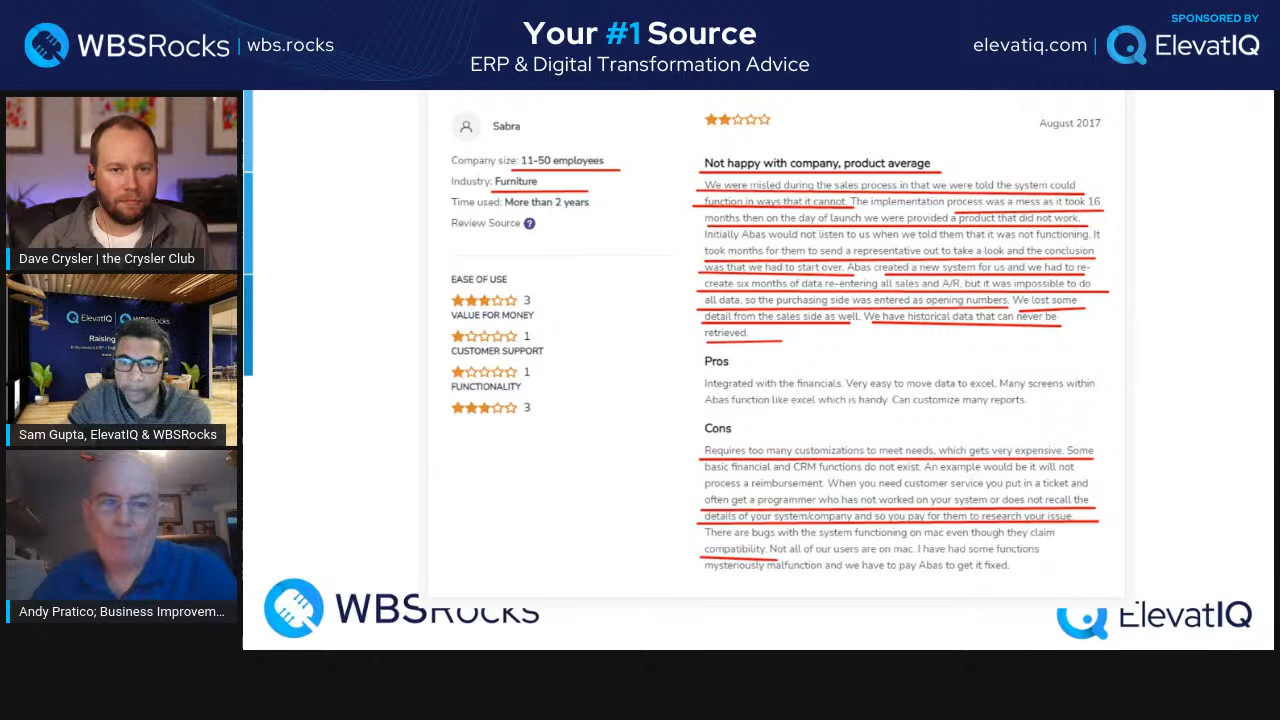 WBSRocks | wbs.rocks
Your #1 Source
ERP & Digital Transformation Advice
SPONSORED BY
elevatiq.com | ElevatIQ
Dave Crysler | the Crysler Club
ElevatIQ | WBSRocks
Raising
Sam Gupta, ElevatIQ & WBSRocks
Andy Pratico; Business Improvem...
Sabra
Company size: 11-50 employees
Industry: Furniture
Time used: More than 2 years
Review Source ?
EASE OF USE
3
VALUE FOR MONEY
1
CUSTOMER SUPPORT
1
FUNCTIONALITY
3
August 2017
Not happy with company, product average
We were misled during the sales process in that we were told the system could
function in ways that it cannot. The implementation process was a mess as it took 16
months then on the day of launch we were provided a product that did not work.
Initially Abas would not listen to us when we told them that it was not functioning. It
took months for them to send a representative out to take a look and the conclusion
was that we had to start over. Abas created a new system for us and we had to re-
create six months of data re-entering all sales and A/R, but it was impossible to do
all data, so the purchasing side was entered as opening numbers. We lost some
detail from the sales side as well. We have historical data that can never be
retrieved.
Pros
Integrated with the financials. Very easy to move data to excel. Many screens within
Abas function like excel which is handy. Can customize many reports.
Cons
Requires too many customizations to meet needs, which gets very expensive. Some
basic financial and CRM functions do not exist. An example would be it will not
process a reimbursement. When you need customer service you put in a ticket and
often get a programmer who has not worked on your system or does not recall the
details of your system/company and so you pay for them to research your issue.
There are bugs with the system functioning on mac even though they claim
compatibility. Not all of our users are on mac. I have had some functions
mysteriously malfunction and we have to pay Abas to get it fixed.
WBSRocks
ElevatIQ